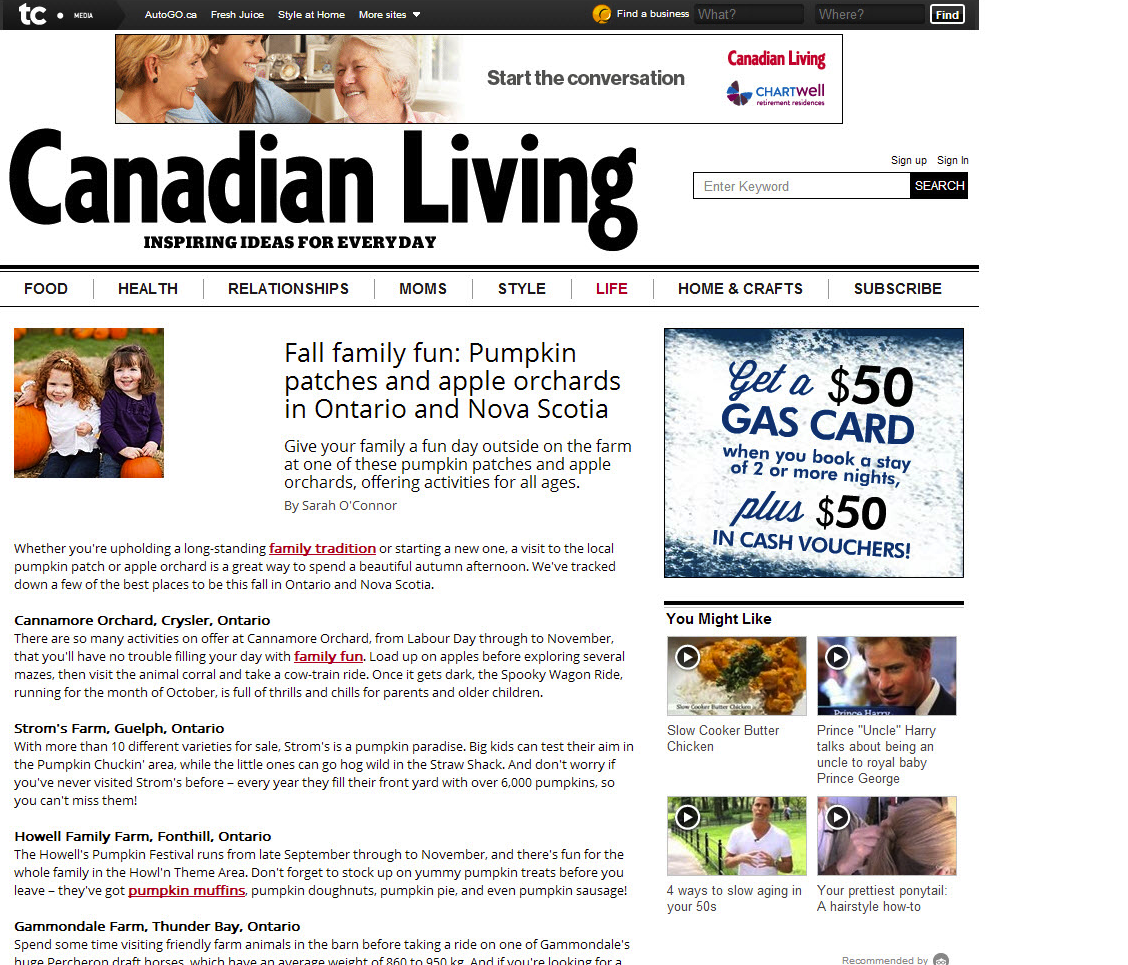 tc • MEDIA
AutoGO.ca Fresh Juice Style at Home More sites
Find a business What? Where? Find
Start the conversation
Canadian Living
CHARTWELL
retirement residences
Canadian Living
INSPIRING IDEAS FOR EVERYDAY
Sign up Sign In
Enter Keyword SEARCH
FOOD HEALTH RELATIONSHIPS MOMS STYLE LIFE HOME & CRAFTS SUBSCRIBE
Fall family fun: Pumpkin
patches and apple orchards
in Ontario and Nova Scotia
Give your family a fun day outside on the farm
at one of these pumpkin patches and apple
orchards, offering activities for all ages.
By Sarah O'Connor
Whether you're upholding a long-standing family tradition or starting a new one, a visit to the local
pumpkin patch or apple orchard is a great way to spend a beautiful autumn afternoon. We've tracked
down a few of the best places to be this fall in Ontario and Nova Scotia.
Cannamore Orchard, Crysler, Ontario
There are so many activities on offer at Cannamore Orchard, from Labour Day through to November,
that you'll have no trouble filling your day with family fun. Load up on apples before exploring several
mazes, then visit the animal corral and take a cow-train ride. Once it gets dark, the Spooky Wagon Ride,
running for the month of October, is full of thrills and chills for parents and older children.
Strom's Farm, Guelph, Ontario
With more than 10 different varieties for sale, Strom's is a pumpkin paradise. Big kids can test their aim in
the Pumpkin Chuckin' area, while the little ones can go hog wild in the Straw Shack. And don't worry if
you've never visited Strom's before – every year they fill their front yard with over 6,000 pumpkins, so
you can't miss them!
Howell Family Farm, Fonthill, Ontario
The Howell's Pumpkin Festival runs from late September through to November, and there's fun for the
whole family in the Howl'n Theme Area. Don't forget to stock up on yummy pumpkin treats before you
leave – they've got pumpkin muffins, pumpkin doughnuts, pumpkin pie, and even pumpkin sausage!
Gammondale Farm, Thunder Bay, Ontario
Spend some time visiting friendly farm animals in the barn before taking a ride on one of Gammondale's
huge Percheron draft horses, which have an average weight of 860 to 950 kg. And if you're looking for a
Get a $50
GAS CARD
when you book a stay
of 2 or more nights,
plus $50
IN CASH VOUCHERS!
You Might Like
Slow Cooker Butter Chicken
Slow Cooker Butter
Chicken
Prince Harry
Prince "Uncle" Harry
talks about being an
uncle to royal baby
Prince George
4 ways to slow aging in
your 50s
Your prettiest ponytail:
A hairstyle how-to
Recommended by